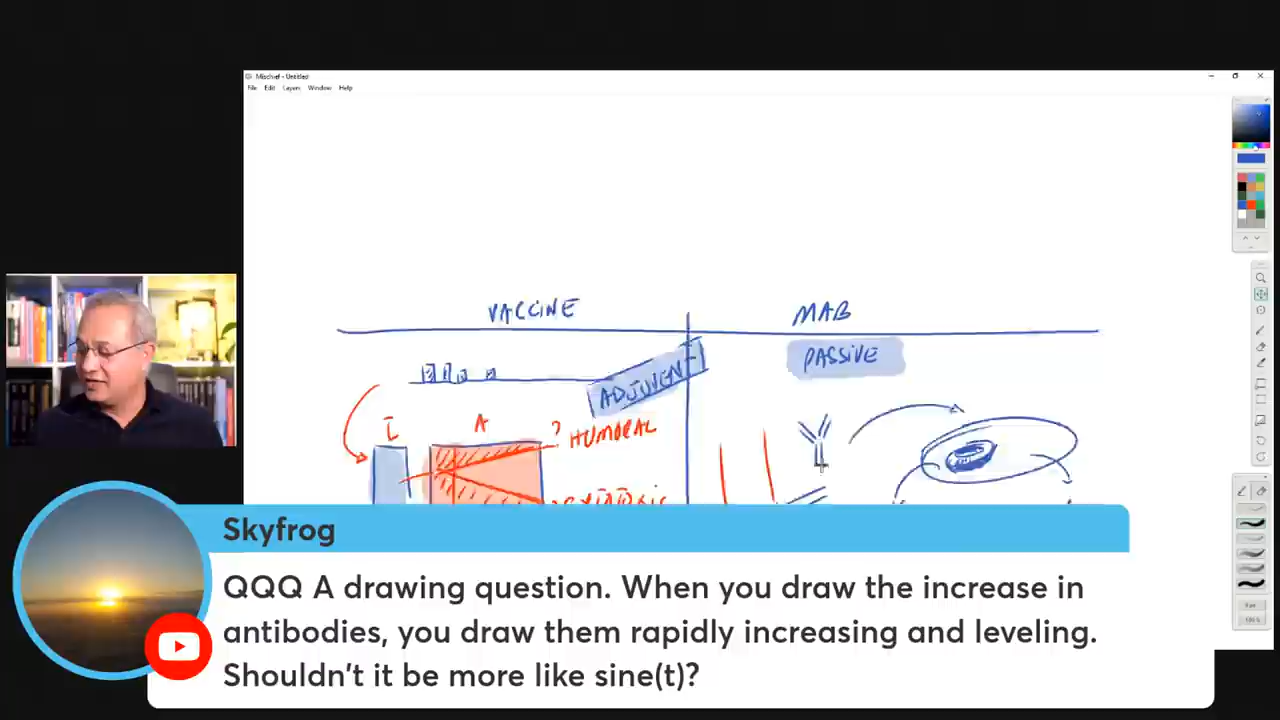 Mischief - Untitled
File Edit Layers Window Help
VACCINE
MAB
PASSIVE
ADJUVENT
I
A
? HUMORAL
Skyfrog
QQQ A drawing question. When you draw the increase in
antibodies, you draw them rapidly increasing and leveling.
Shouldn't it be more like sine(t)?